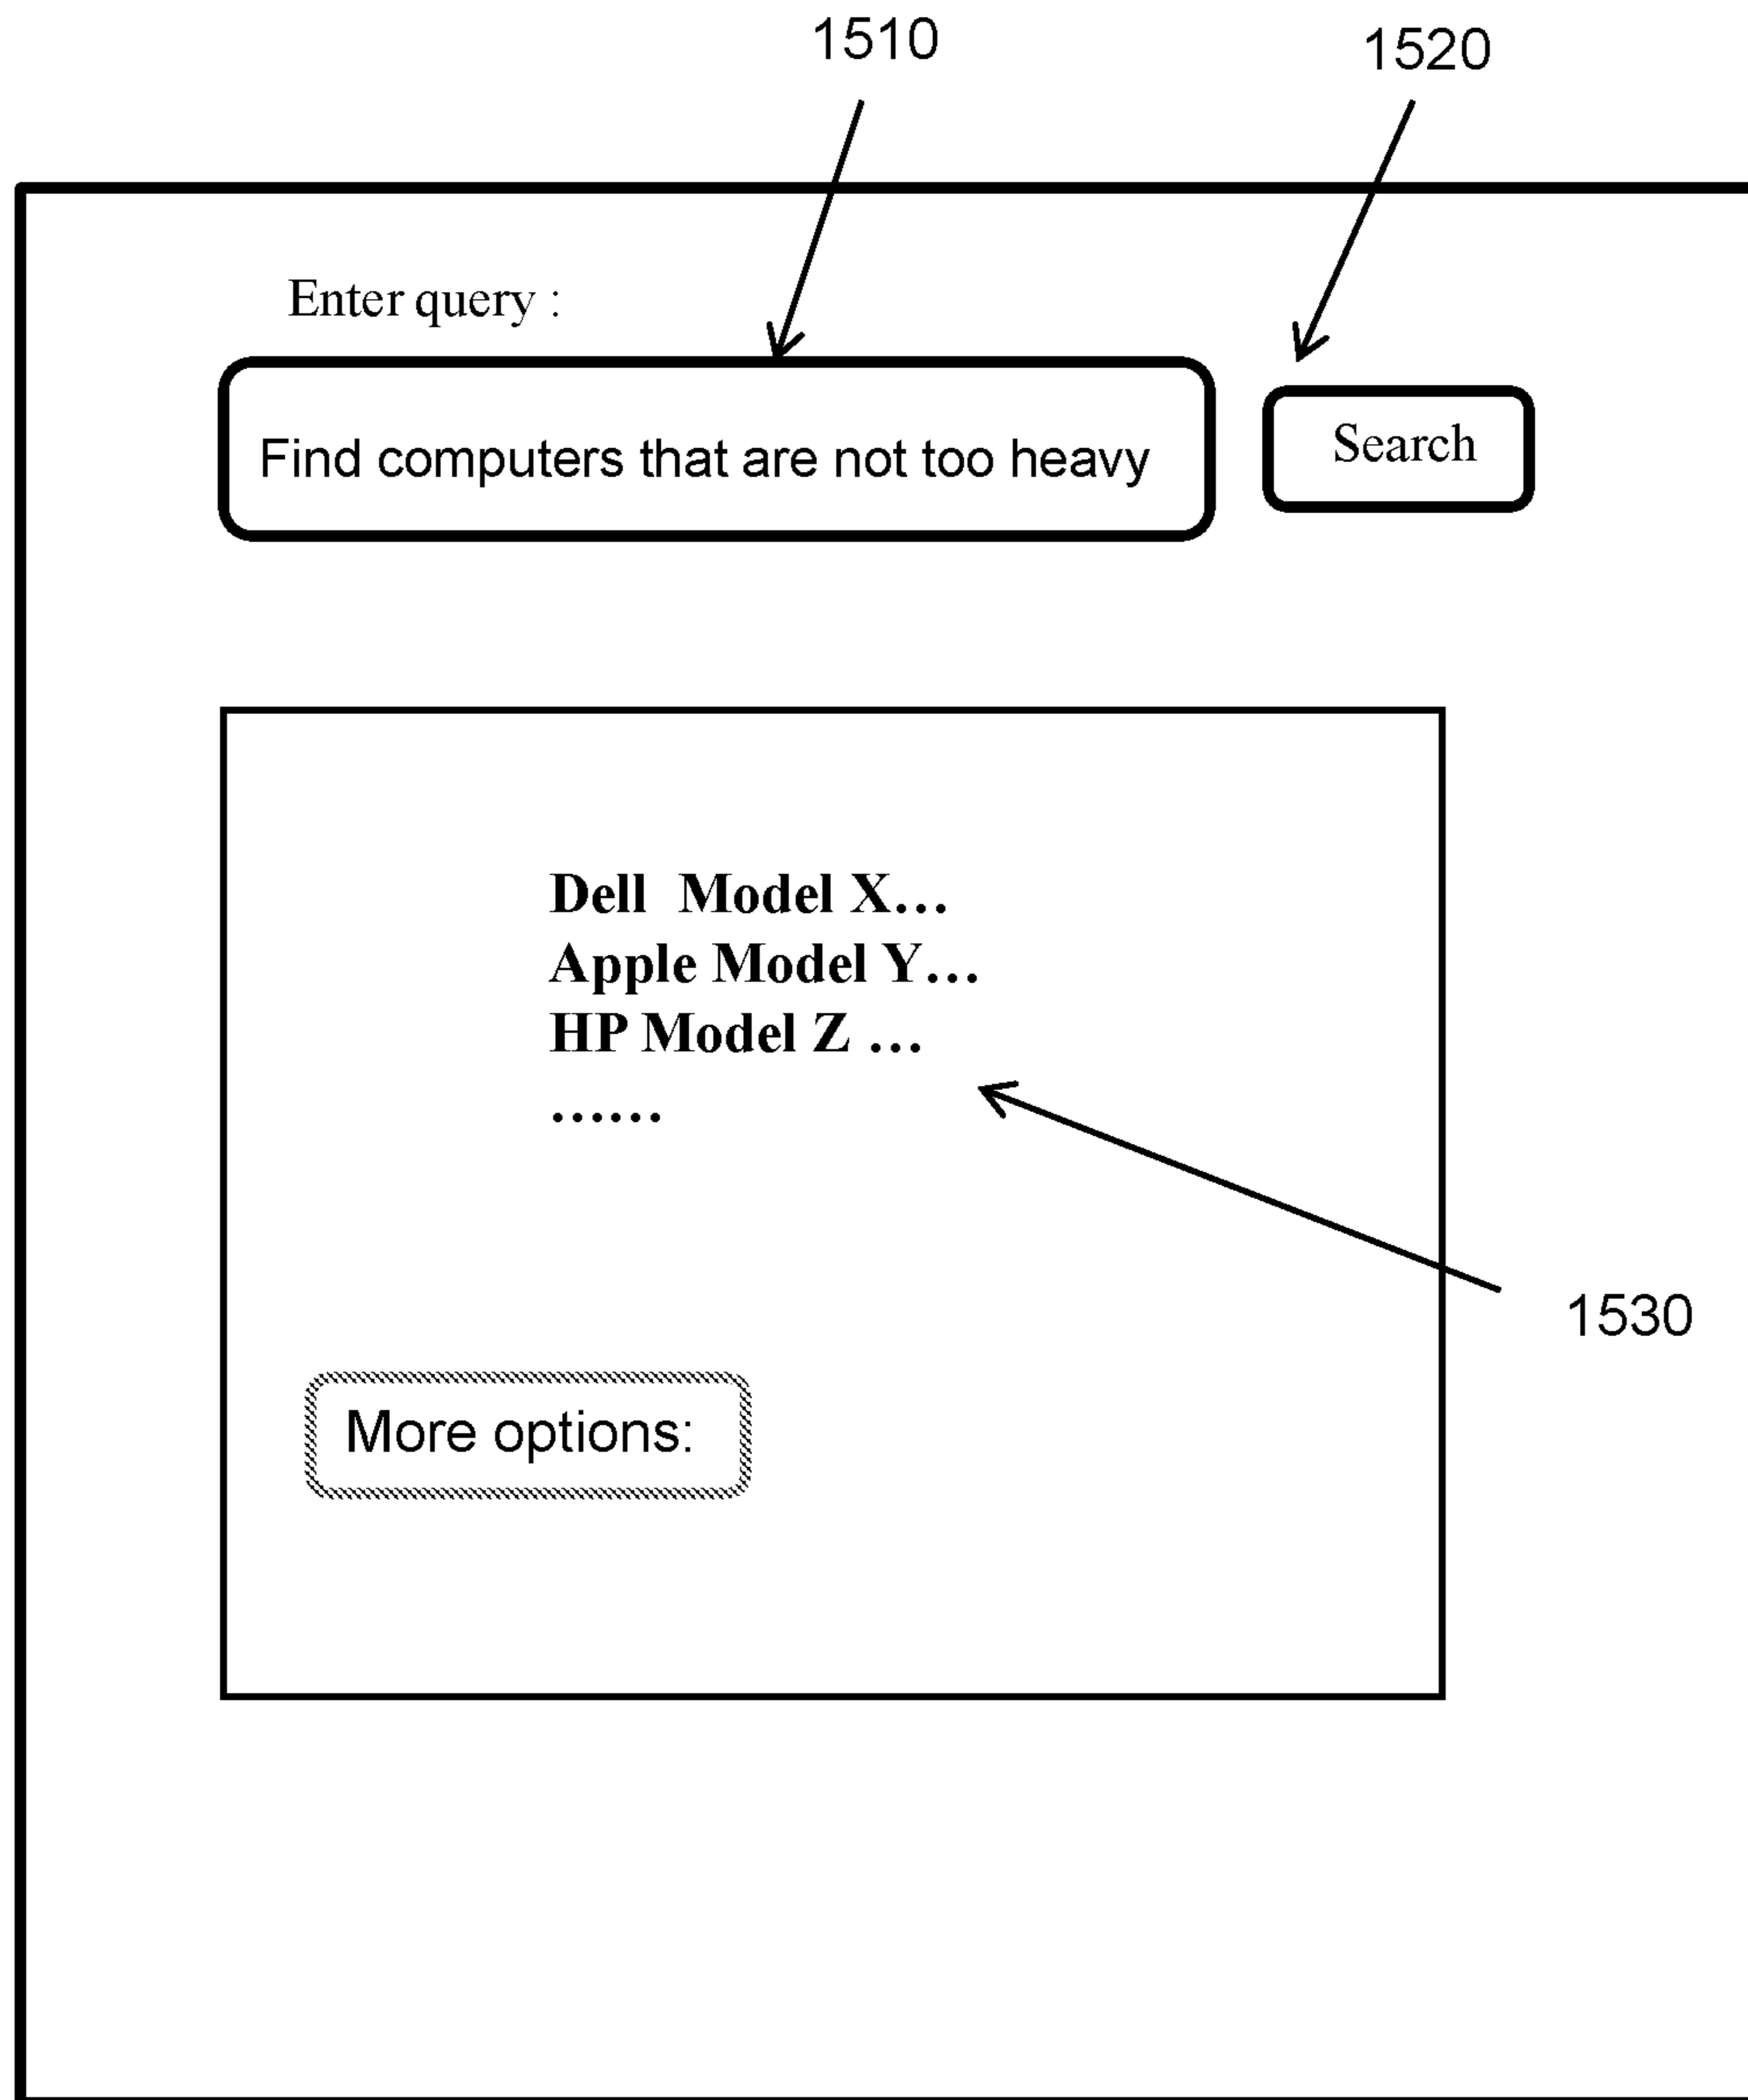 1510
1520
Enter query :
Find computers that are not too heavy
Search
Dell Model X...
Apple Model Y...
HP Model Z ...
......
1530
More options: